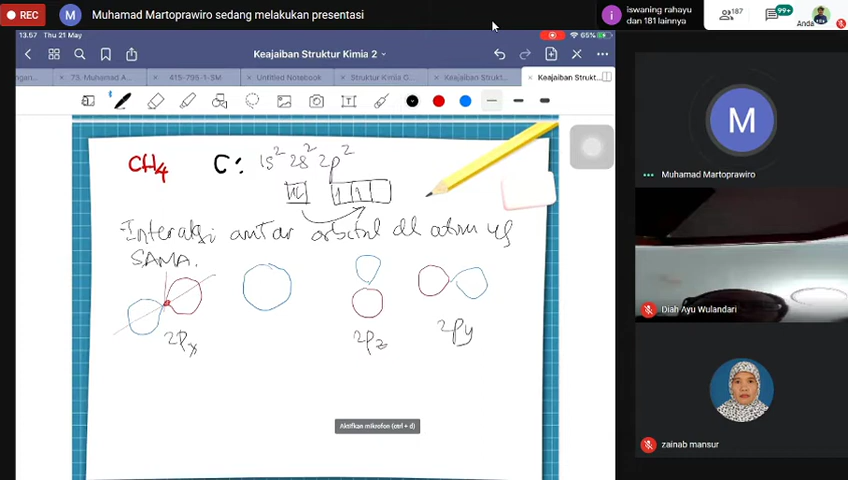 REC
M
Muhamad Martoprawiro sedang melakukan presentasi
i
iswaning rahayu
dan 181 lainnya
187
99+
Anda
13.57 Thu 21 May
65%
Keajaiban Struktur Kimia 2
73. Muhamad A...
415-795-1-SM
Untitled Notebook
Struktur Kimia G...
Keajaiban Strukt...
Keajaiban Strukt...
CH4
C: 1s² 2s² 2p²
Interaksi antar orbital dl atom yg
SAMA.
2px
2pz
2py
Aktifkan mikrofon (ctrl + d)
M
Muhamad Martoprawiro
Diah Ayu Wulandari
zainab mansur